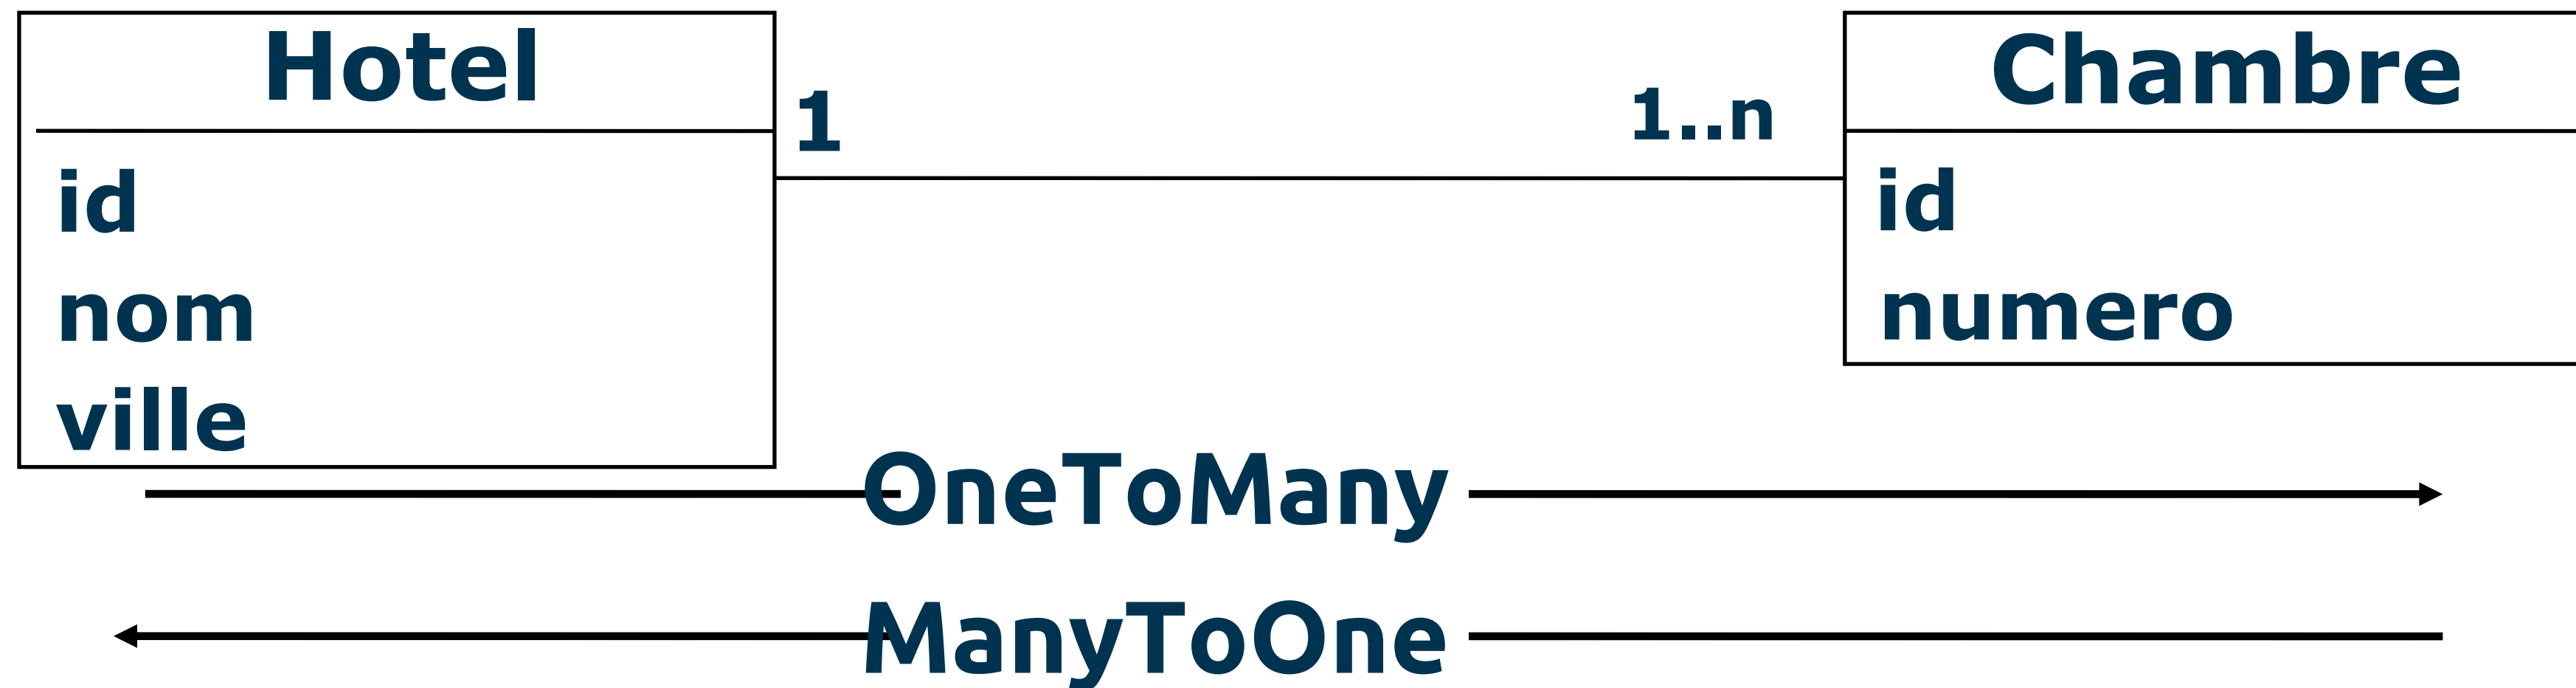 Hotel
id
nom
ville
1
1..n
Chambre
id
numero
OneToMany
ManyToOne